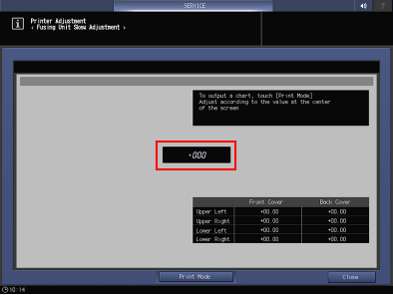 SERVICE
Printer Adjustment
< Fusing Unit Skew Adjustment >
To output a chart, touch [Print Mode]
Adjust according to the value at the center
of the screen
+000
Front Cover Back Cover
Upper Left +00.00 +00.00
Upper Right +00.00 +00.00
Lower Left +00.00 +00.00
Lower Right +00.00 +00.00
Print Mode Close
10:14